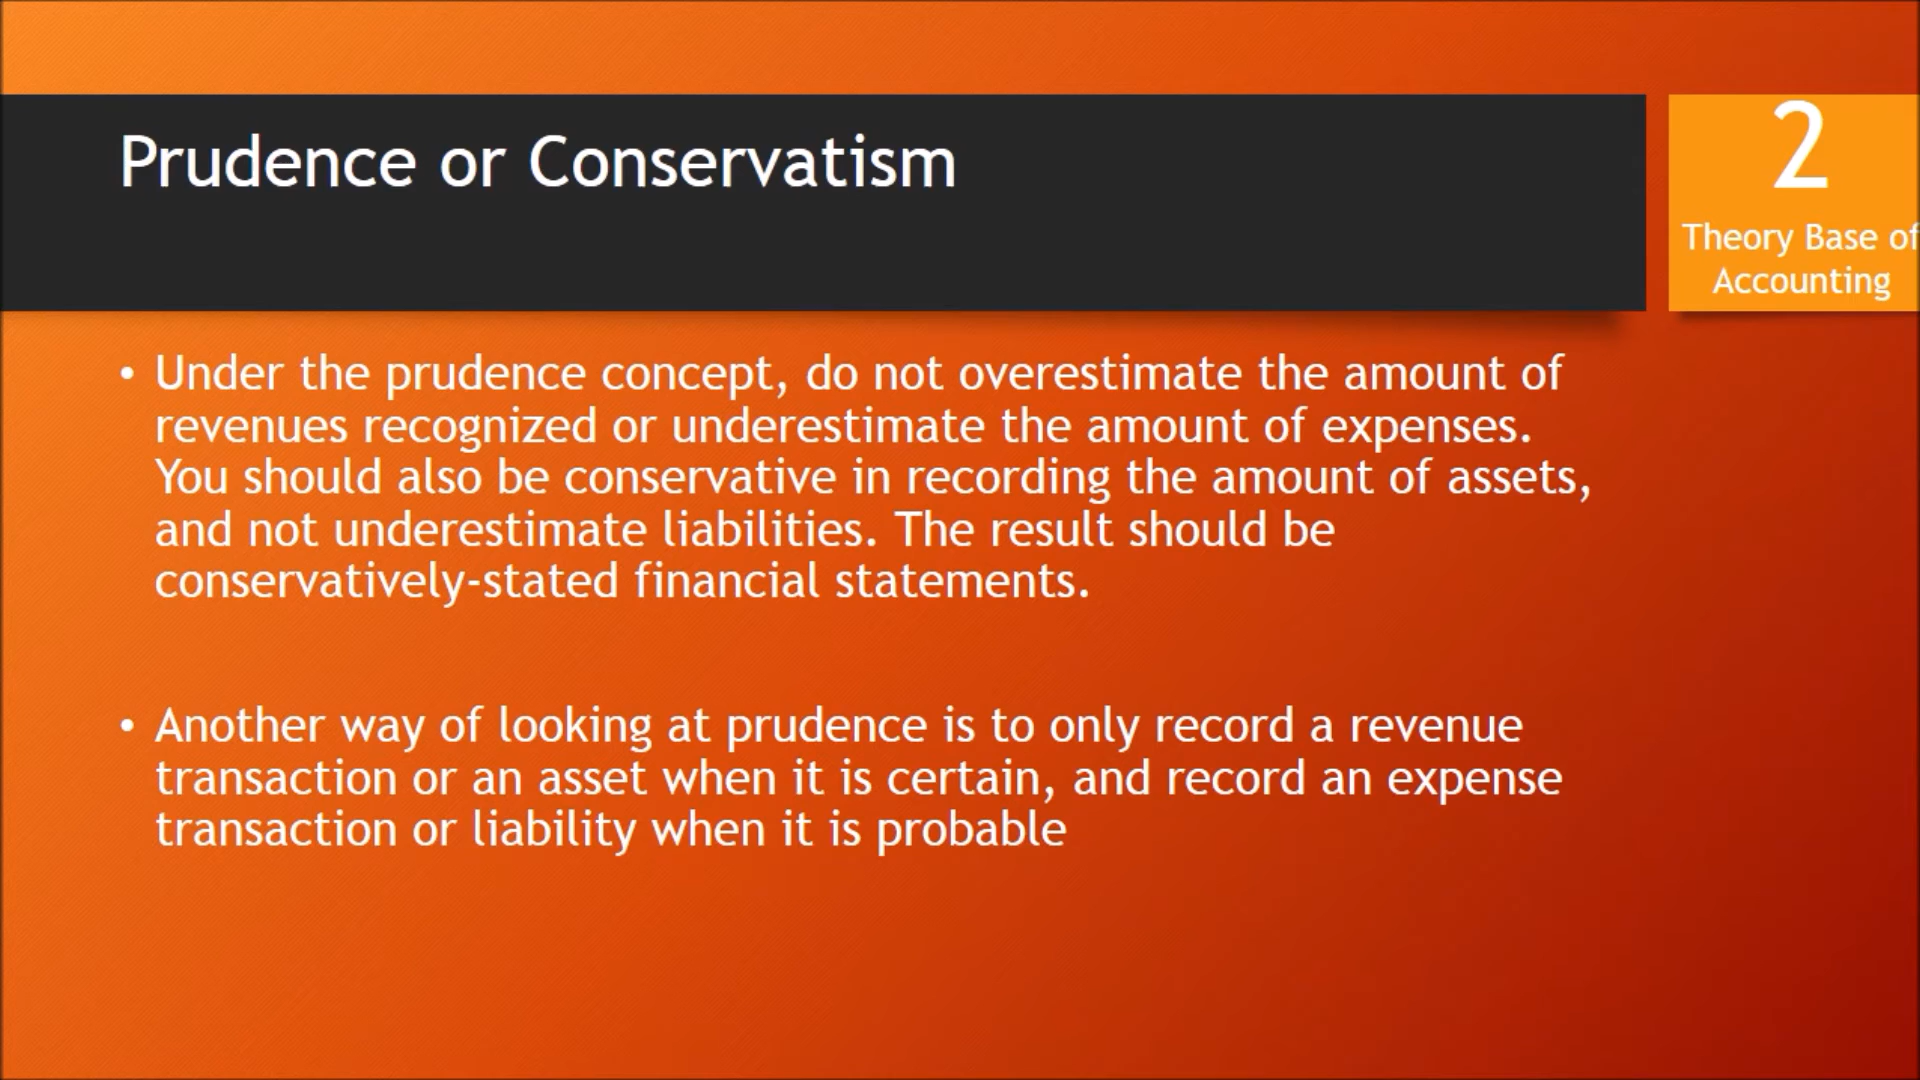 Prudence or Conservatism
2
Theory Base of
Accounting
• Under the prudence concept, do not overestimate the amount of
revenues recognized or underestimate the amount of expenses.
You should also be conservative in recording the amount of assets,
and not underestimate liabilities. The result should be
conservatively-stated financial statements.
• Another way of looking at prudence is to only record a revenue
transaction or an asset when it is certain, and record an expense
transaction or liability when it is probable